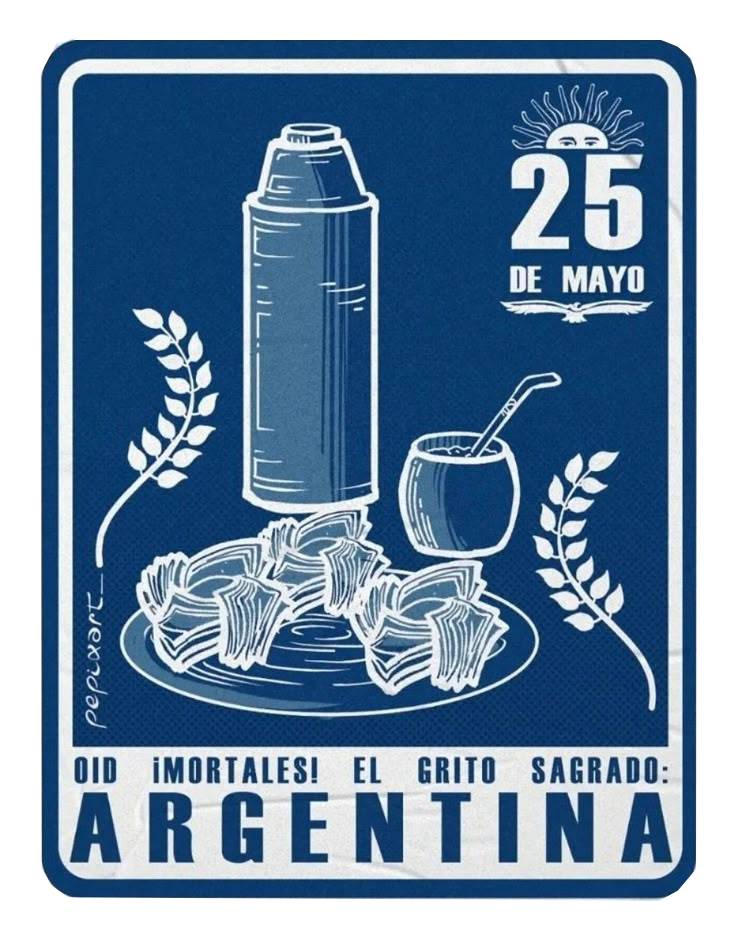 25
DE MAYO
pepixart_
OID ¡MORTALES! EL GRITO SAGRADO:
ARGENTINA